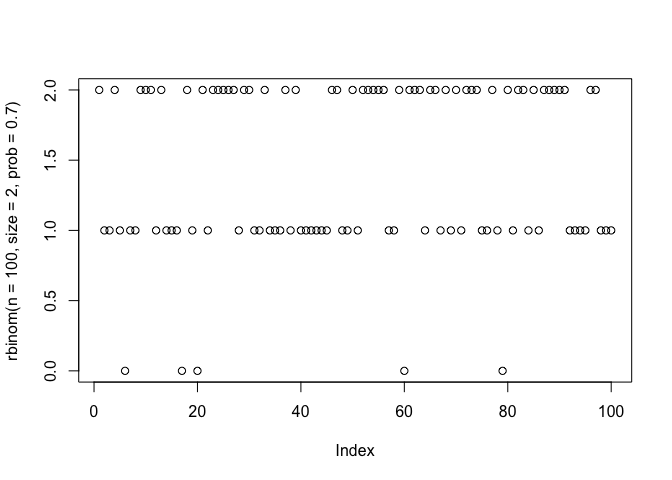 rbinom(n = 100, size = 2, prob = 0.7)
2.0
1.5
1.0
0.5
0.0
0 20 40 60 80 100
Index